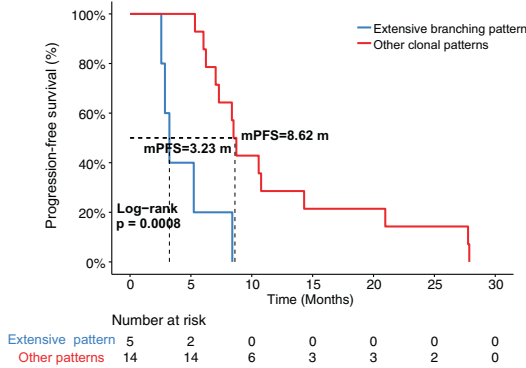 Progression-free survival (%)
100%
80%
60%
40%
20%
0%
Extensive branching pattern
Other clonal patterns
mPFS=8.62 m
mPFS=3.23 m
Log-rank
p = 0.0008
0 5 10 15 20 25 30
Time (Months)
Number at risk
Extensive pattern 5 2 0 0 0 0 0
Other patterns 14 14 6 3 3 2 0